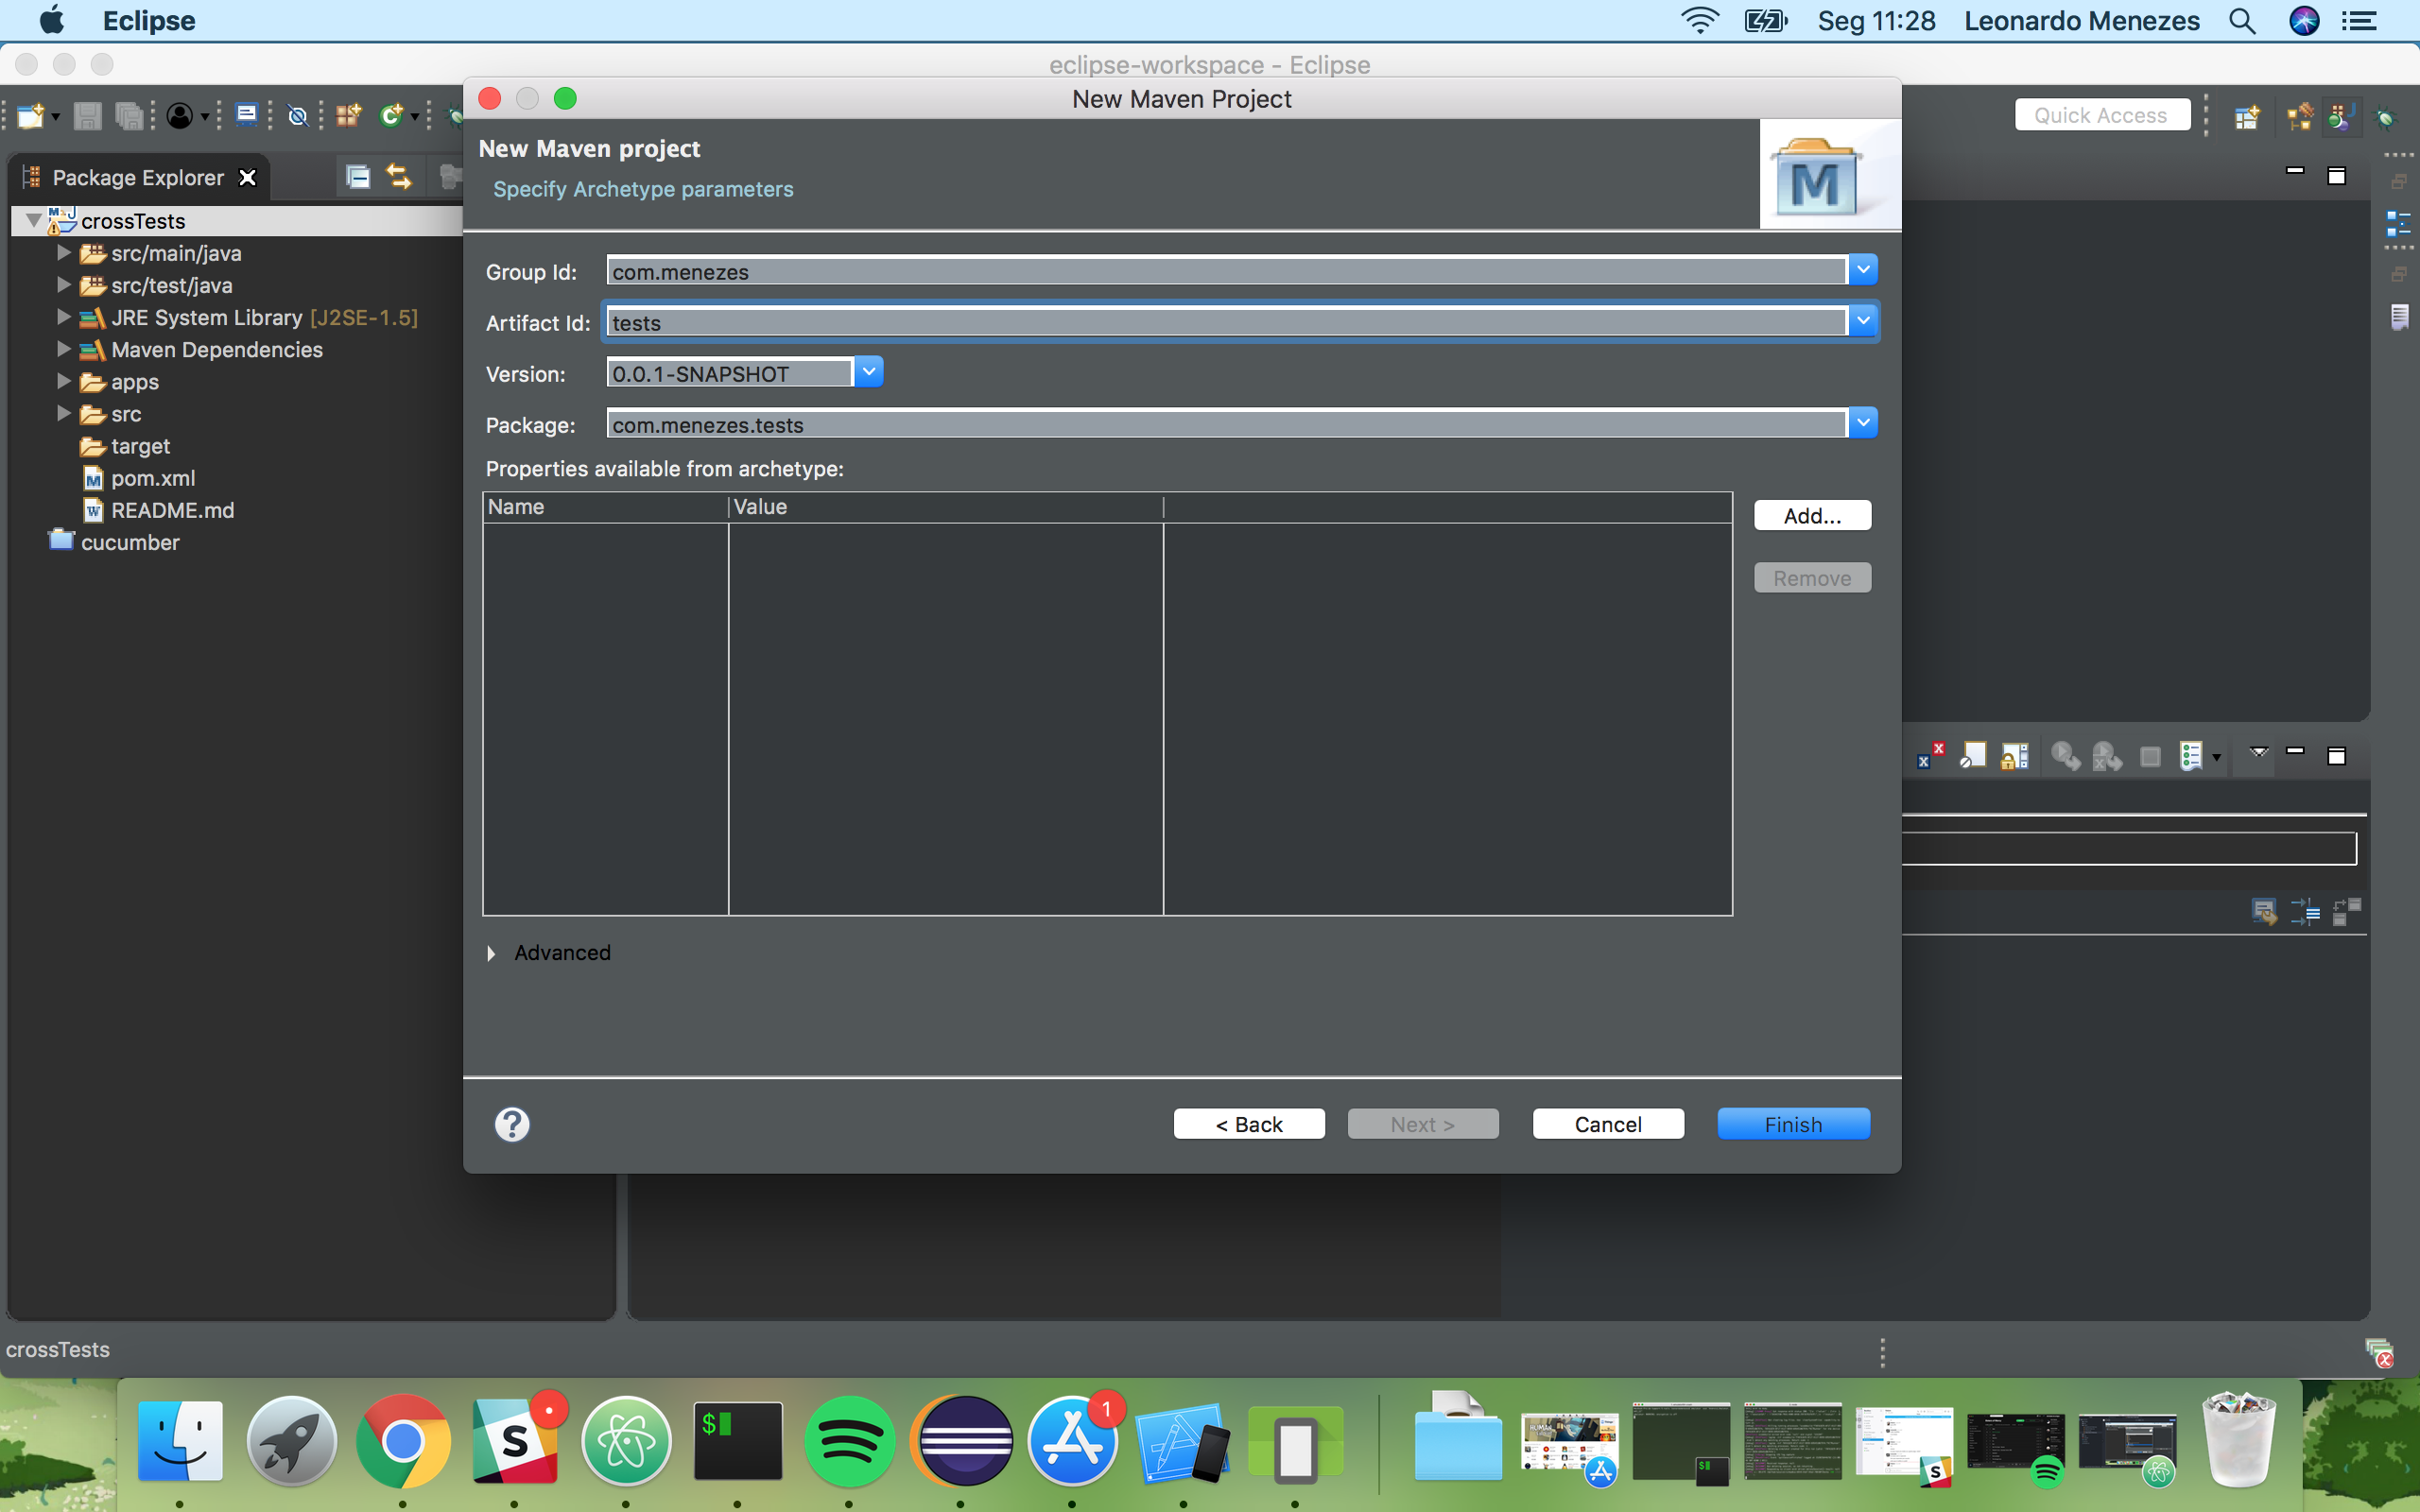 Eclipse
Seg 11:28 Leonardo Menezes
eclipse-workspace - Eclipse
New Maven Project
Quick Access
New Maven project
Specify Archetype parameters
M
Package Explorer
crossTests
src/main/java
src/test/java
JRE System Library [J2SE-1.5]
Maven Dependencies
apps
src
target
pom.xml
README.md
cucumber
Group Id: com.menezes
Artifact Id: tests
Version: 0.0.1-SNAPSHOT
Package: com.menezes.tests
Properties available from archetype:
Name Value
Add...
Remove
Advanced
?
< Back Next > Cancel Finish
crossTests
S
$
1